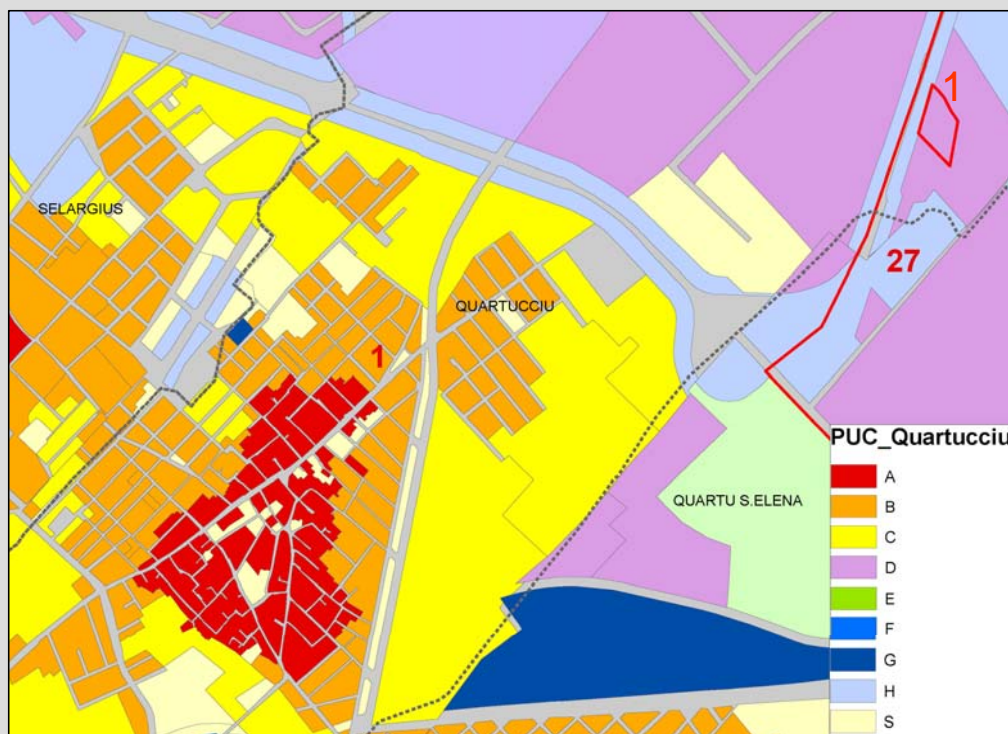 1
SELARGIUS
27
QUARTUCCIU
1
PUC_Quartucciu
QUARTU S.ELENA
A
B
C
D
E
F
G
H
S